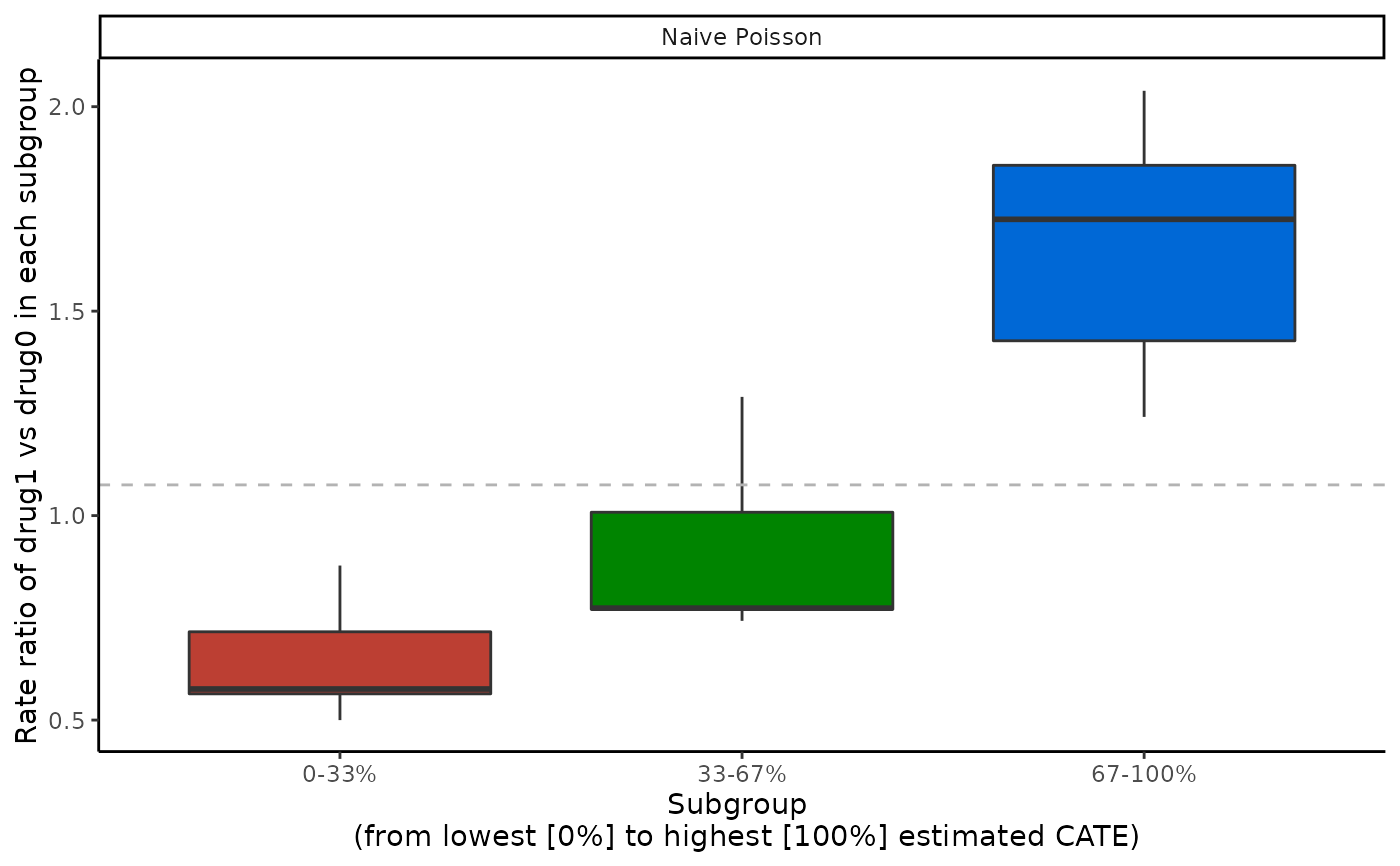 Naive Poisson
Rate ratio of drug1 vs drug0 in each subgroup
2.0
1.5
1.0
0.5
0-33%
33-67%
67-100%
Subgroup
(from lowest [0%] to highest [100%] estimated CATE)